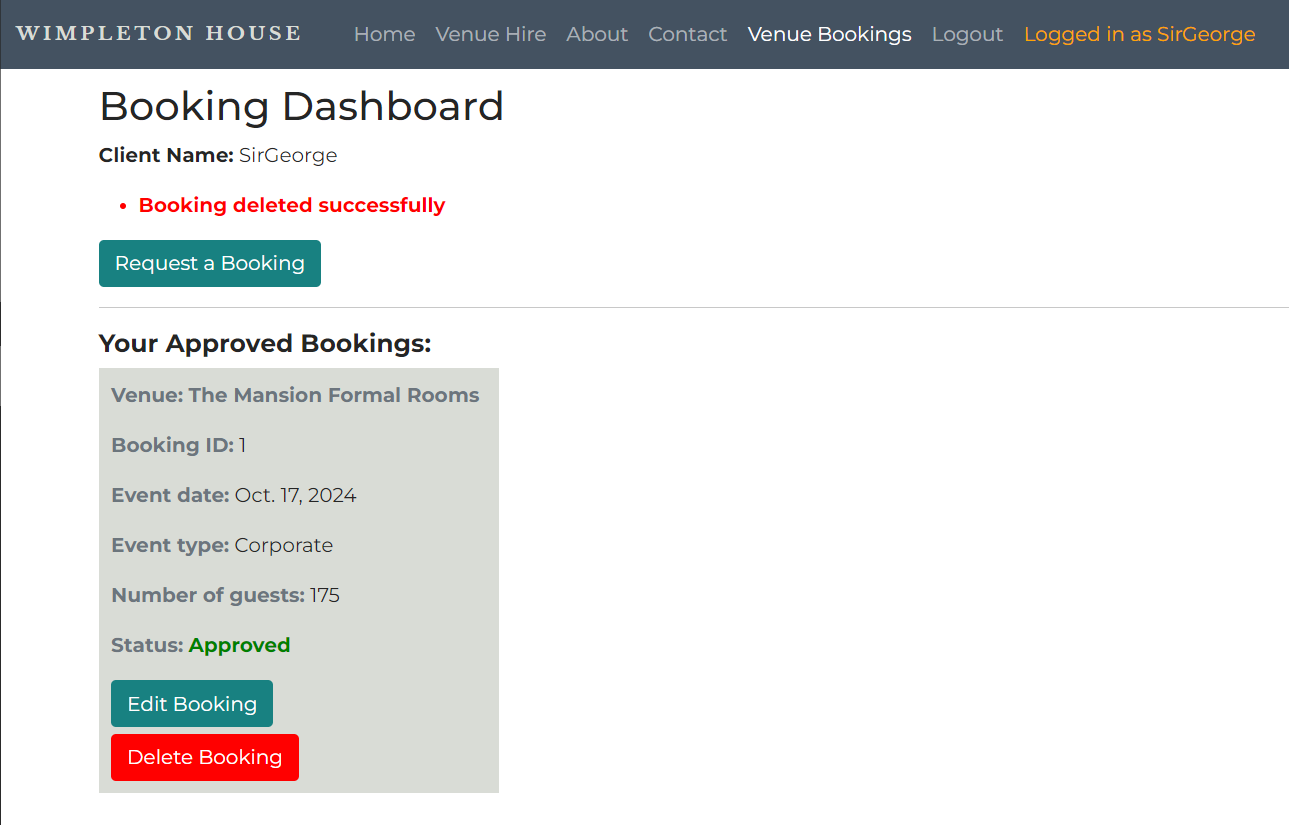 WIMPLETON HOUSE Home Venue Hire About Contact Venue Bookings Logout Logged in as SirGeorge
Booking Dashboard
Client Name: SirGeorge
• Booking deleted successfully
Request a Booking
Your Approved Bookings:
Venue: The Mansion Formal Rooms
Booking ID: 1
Event date: Oct. 17, 2024
Event type: Corporate
Number of guests: 175
Status: Approved
Edit Booking
Delete Booking